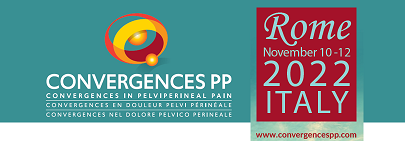 CONVERGENCES PP
CONVERGENCES IN PELVIPERINEAL PAIN
CONVERGENCES EN DOULEUR PELVI PÉRINÉALE
CONVERGENCES NEL DOLORE PELVICO PERINEALE
Rome
November 10 -12
2022
ITALY
www.convergencespp.com